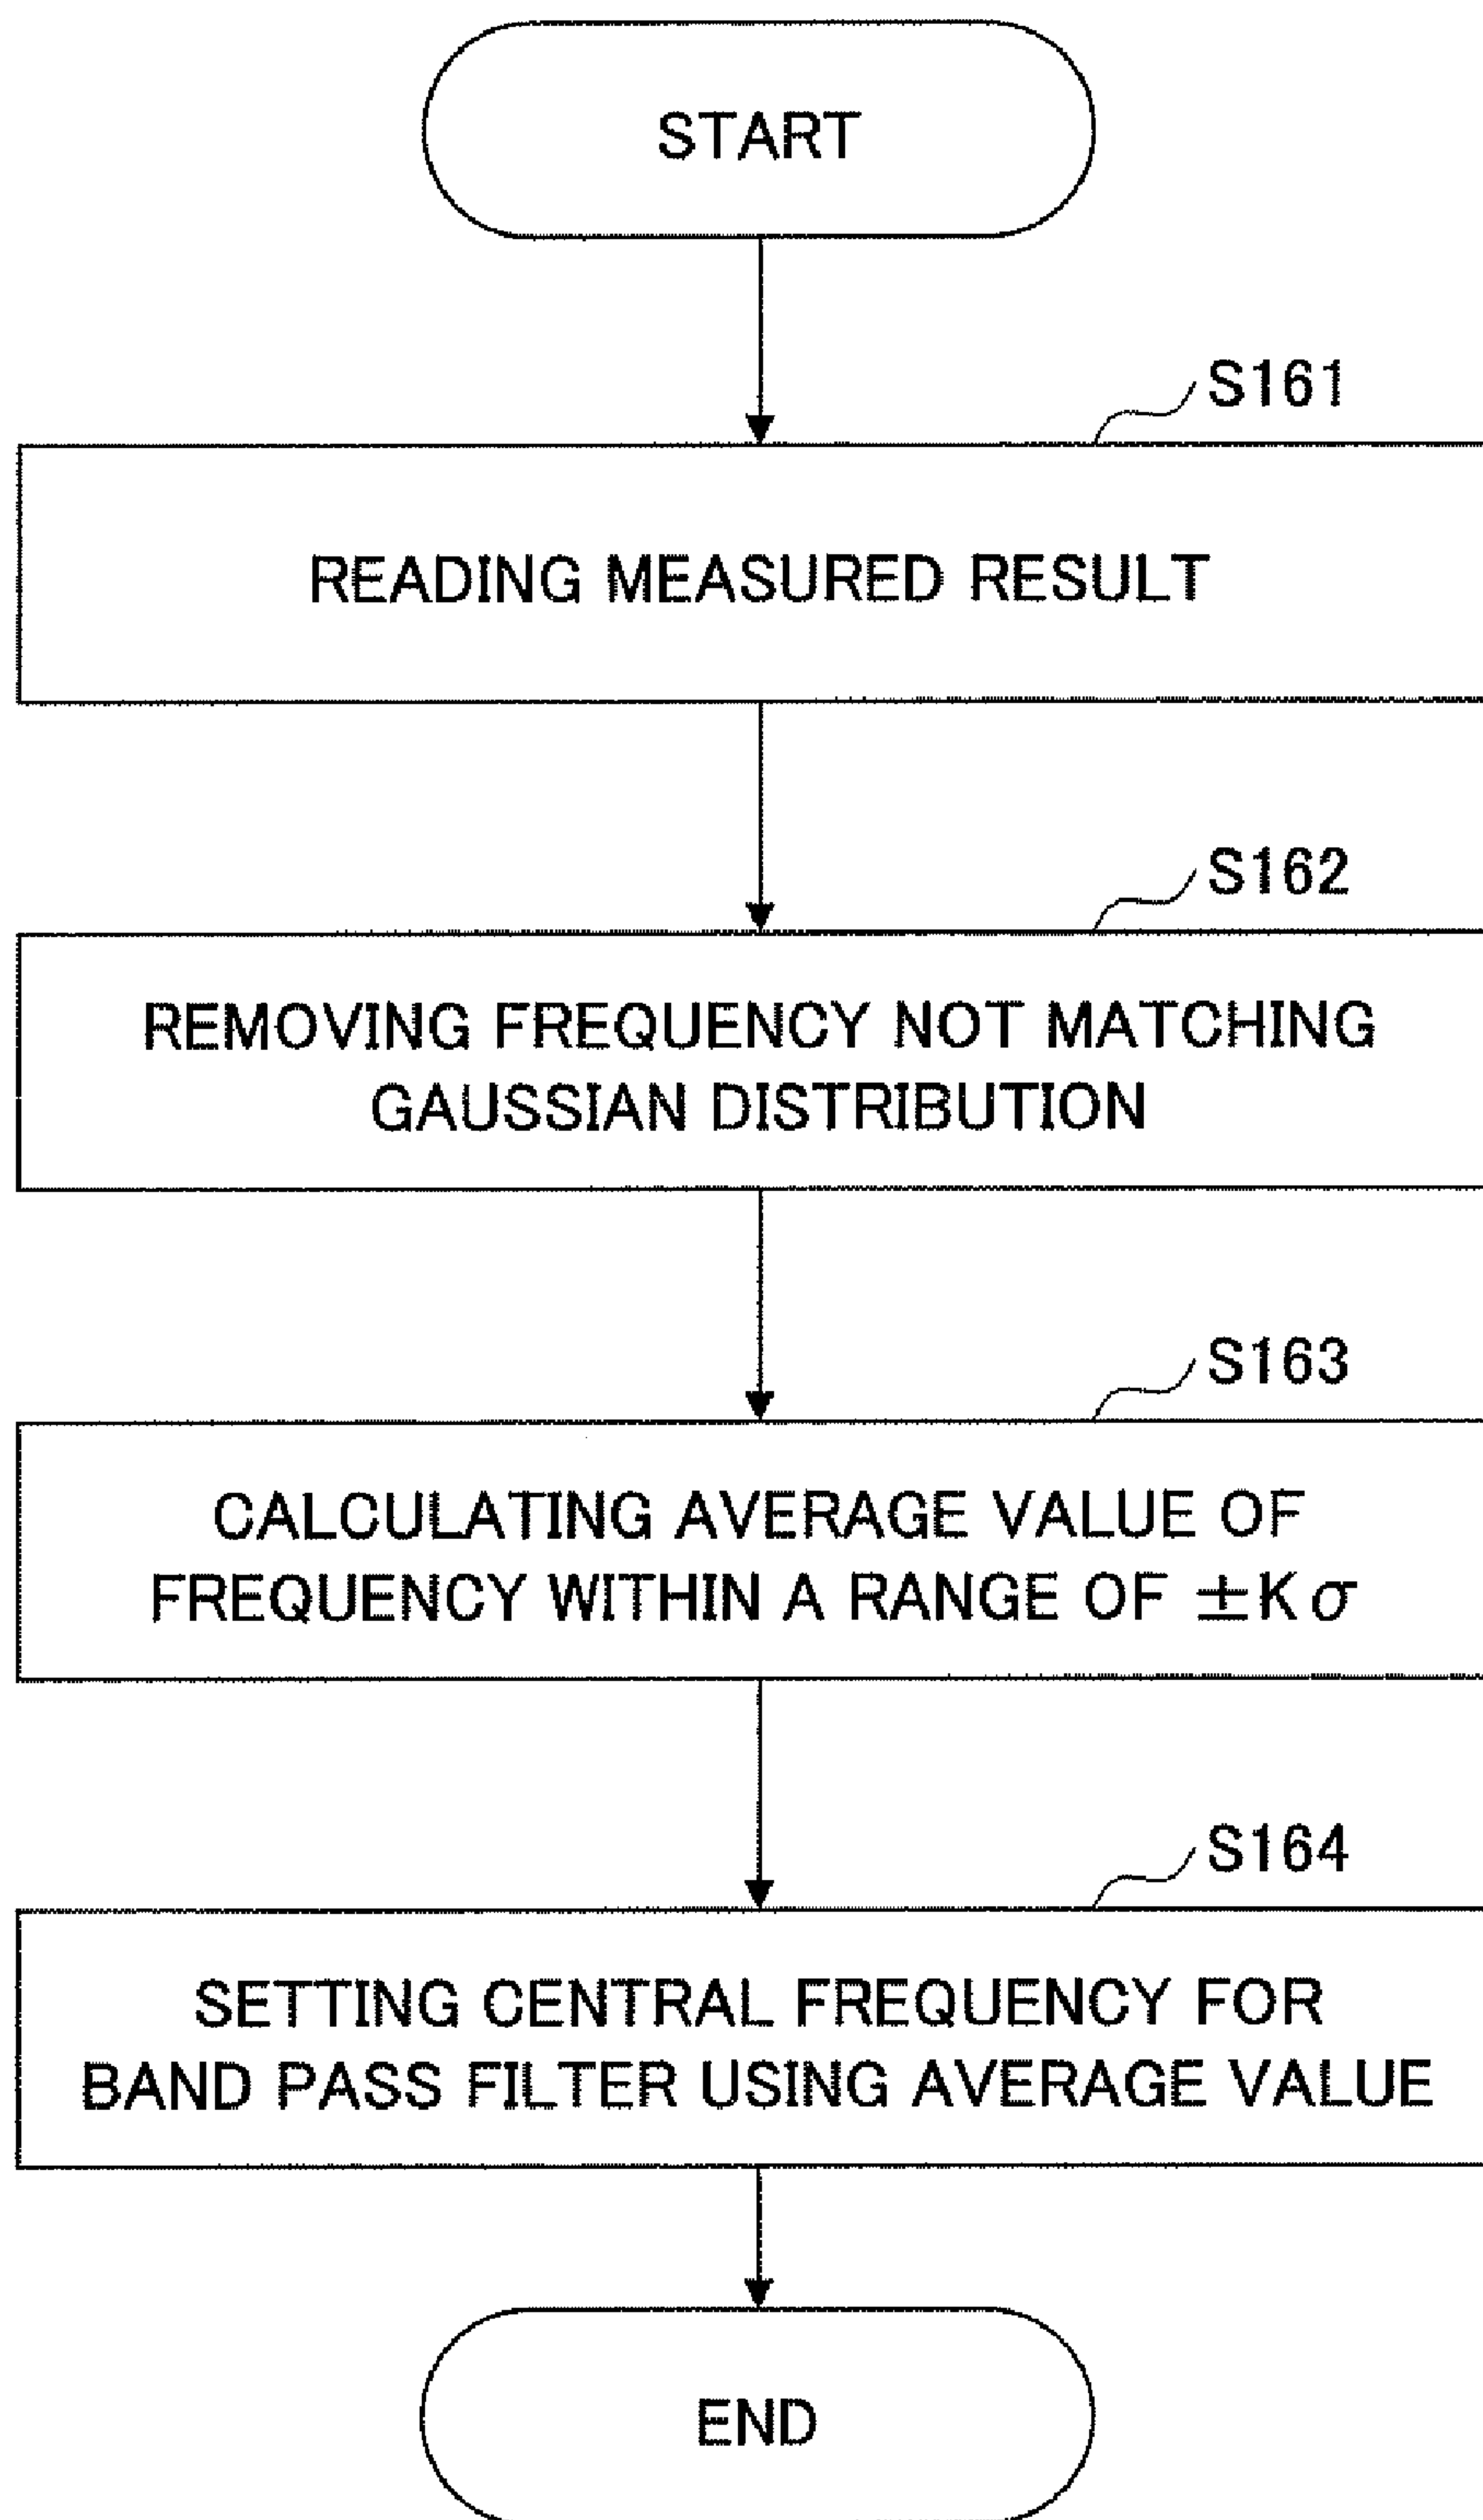 START
S161
READING MEASURED RESULT
S162
REMOVING FREQUENCY NOT MATCHING
GAUSSIAN DISTRIBUTION
S163
CALCULATING AVERAGE VALUE OF
FREQUENCY WITHIN A RANGE OF ±K σ
S164
SETTING CENTRAL FREQUENCY FOR
BAND PASS FILTER USING AVERAGE VALUE
END